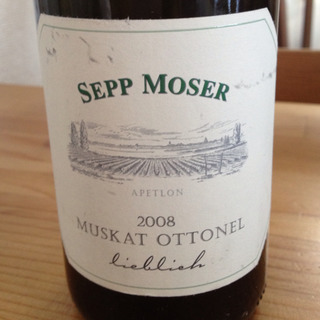 SEPP MOSER
APETLON
2008
MUSKAT OTTONEL
lieblich